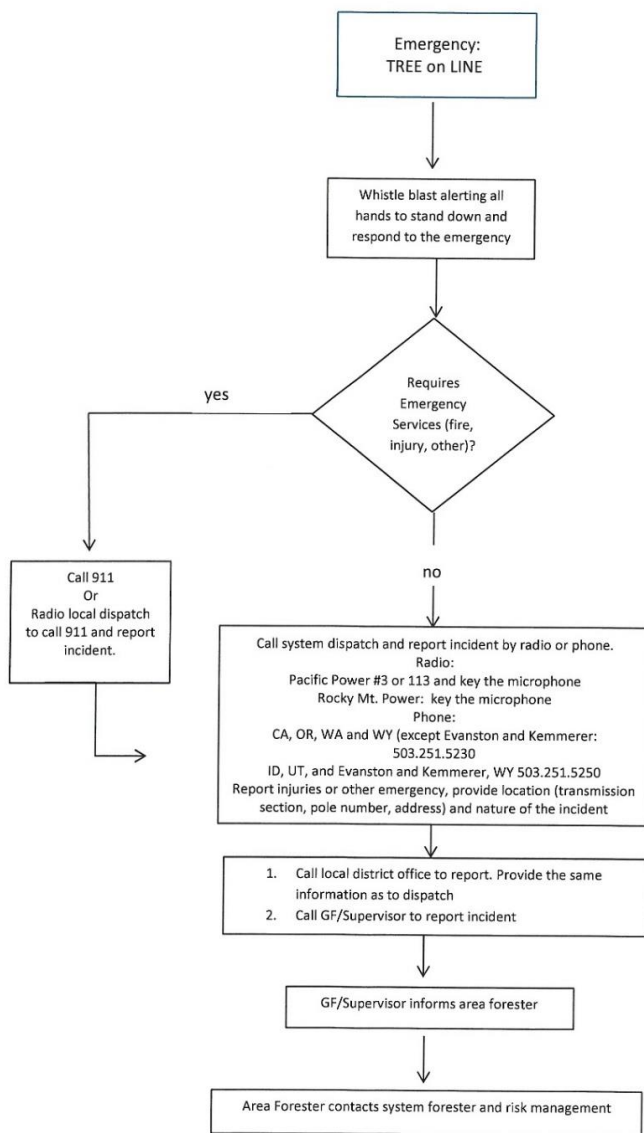 Emergency:
TREE on LINE
Whistle blast alerting all
hands to stand down and
respond to the emergency
Requires
Emergency
Services (fire,
injury, other)?
yes
no
Call 911
Or
Radio local dispatch
to call 911 and report
incident.
Call system dispatch and report incident by radio or phone.
Radio:
Pacific Power #3 or 113 and key the microphone
Rocky Mt. Power:  key the microphone
Phone:
CA, OR, WA and WY (except Evanston and Kemmerer:
503.251.5230
ID, UT, and Evanston and Kemmerer, WY 503.251.5250
Report injuries or other emergency, provide location (transmission
section, pole number, address) and nature of the incident
1. Call local district office to report. Provide the same
information as to dispatch
2. Call GF/Supervisor to report incident
GF/Supervisor informs area forester
Area Forester contacts system forester and risk management